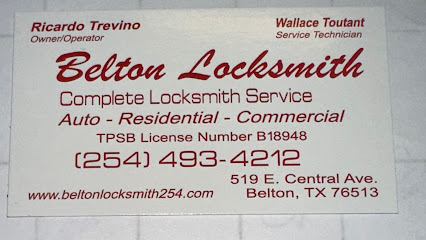 Ricardo Trevino
Owner/Operator
Wallace Toutant
Service Technician
Belton Locksmith
Complete Locksmith Service
Auto - Residential - Commercial
TPSB License Number B18948
(254) 493-4212
519 E. Central Ave.
www.beltonlocksmith254.com Belton, TX 76513